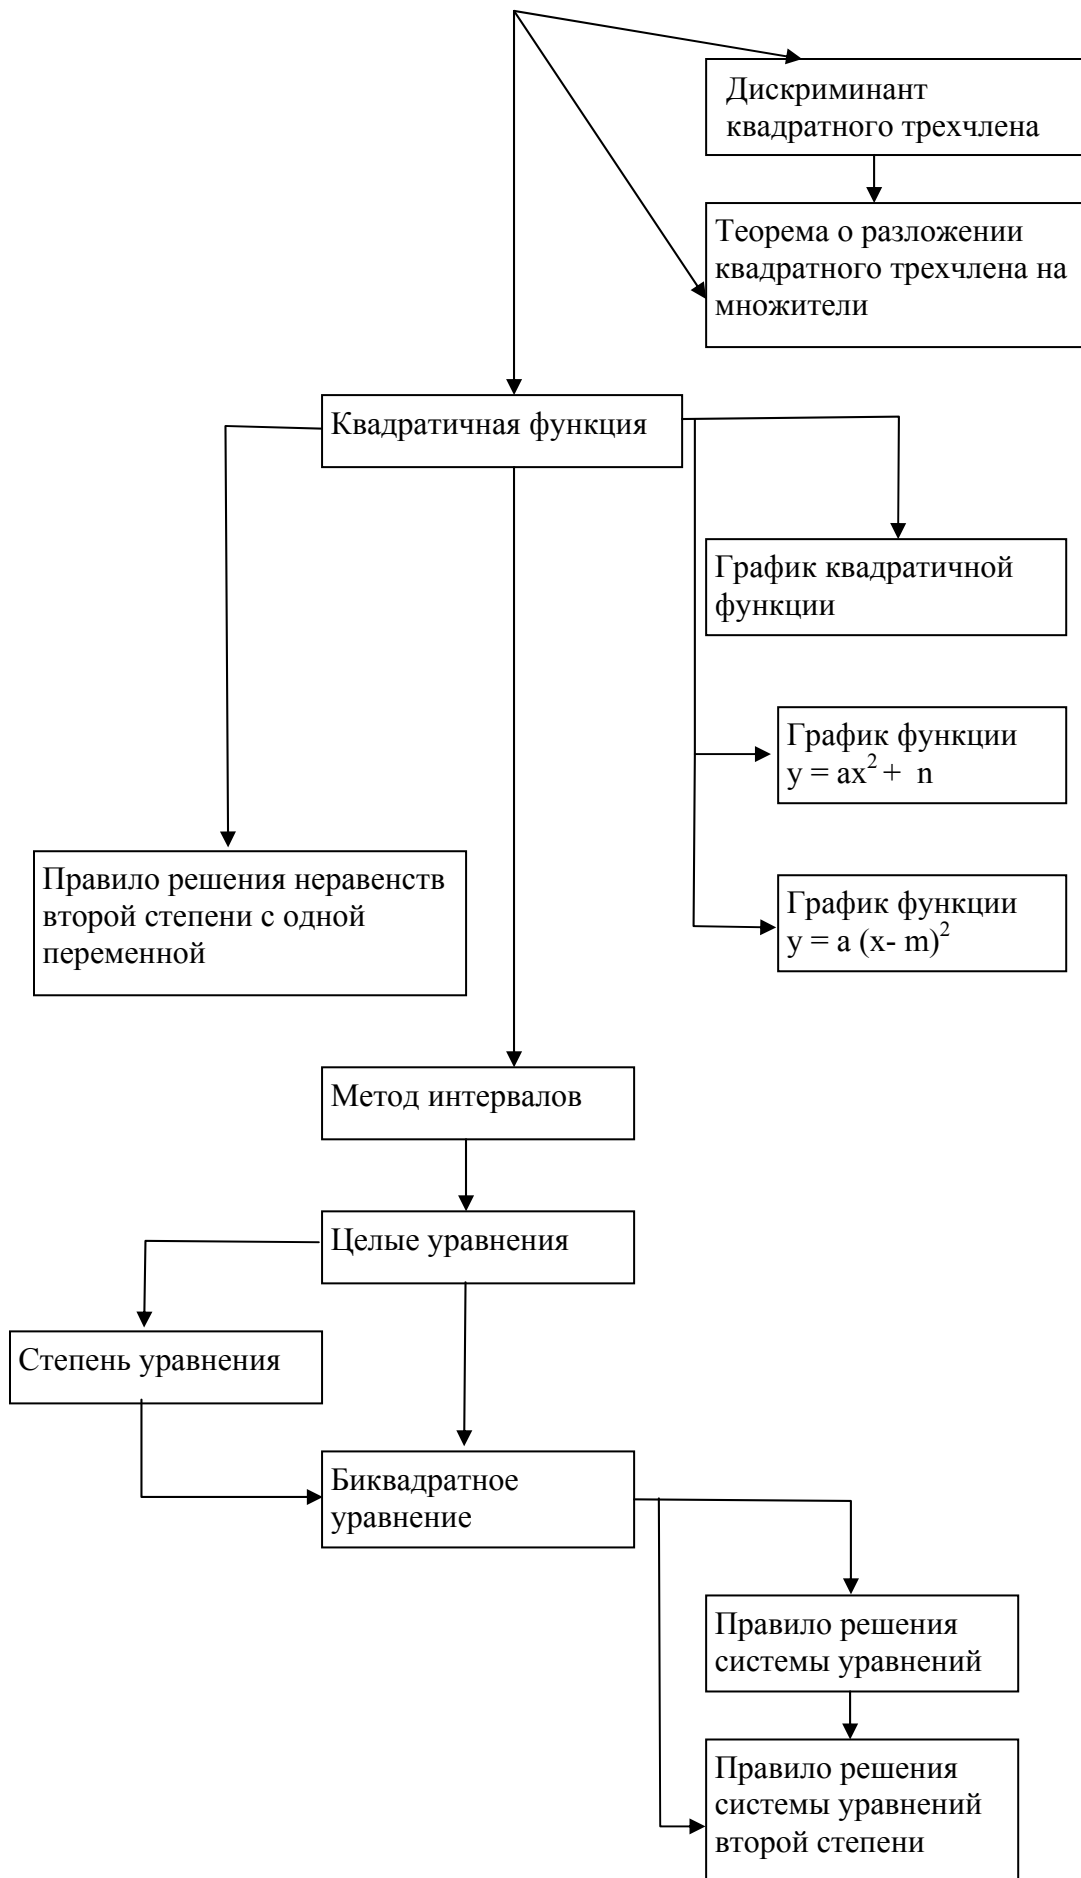 Дискриминант
квадратного трехчлена
Теорема о разложении
квадратного трехчлена на
множители
Квадратичная функция
График квадратичной
функции
График функции
y = ax² +  n
Правило решения неравенств
второй степени с одной
переменной
График функции
y = a (x- m)²
Метод интервалов
Целые уравнения
Степень уравнения
Биквадратное
уравнение
Правило решения
системы уравнений
Правило решения
системы уравнений
второй степени